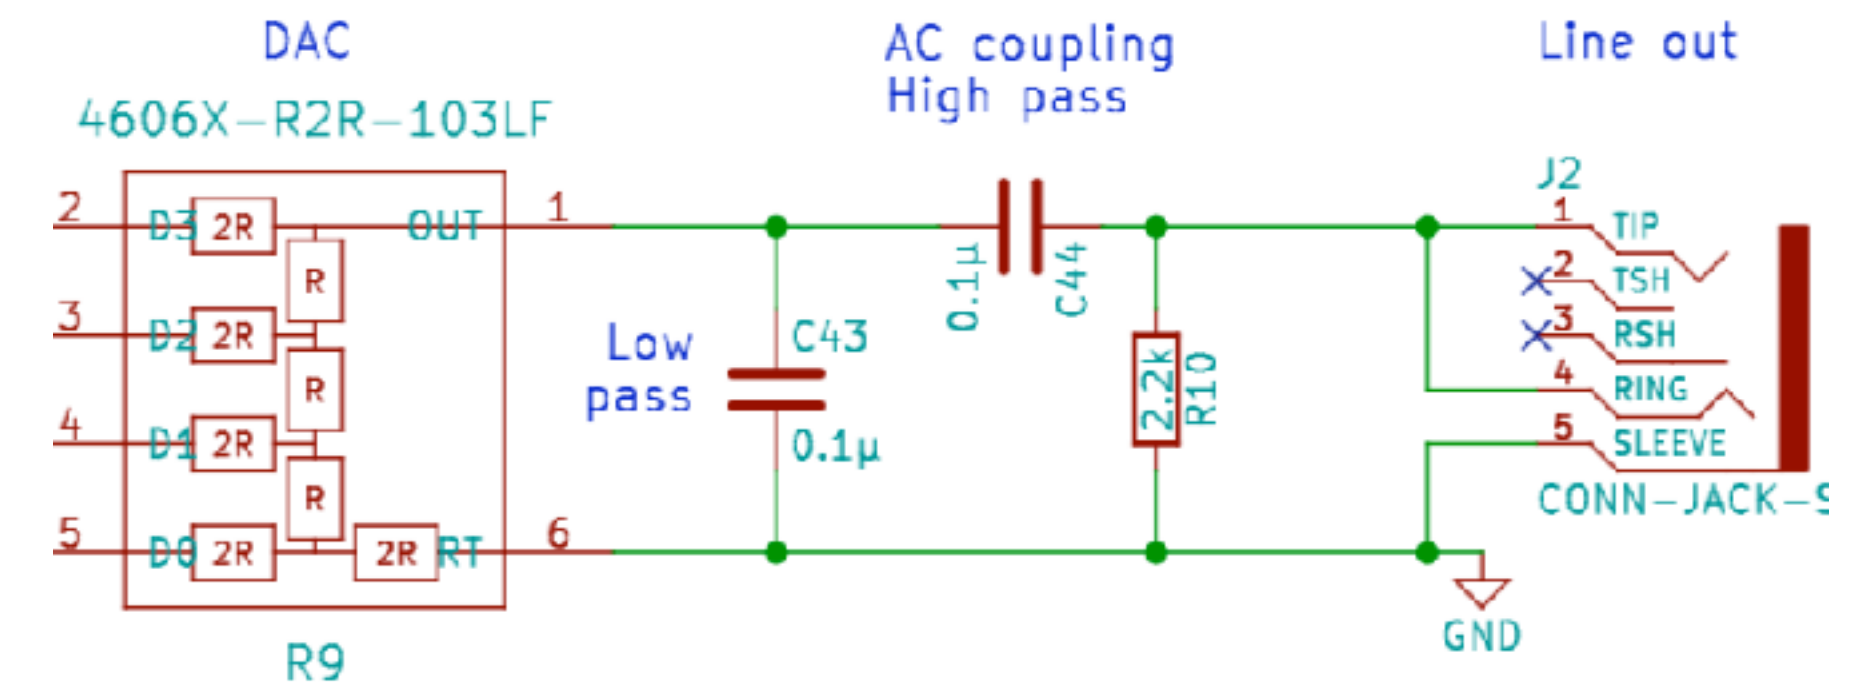 DAC
AC coupling
High pass
Line out
4606X-R2R-103LF
J2
2
D3
2R
OUT
1
R
3
D2
2R
R
4
D1
2R
R
5
D0
2R
2R
RT
6
R9
Low
pass
C43
0.1µ
0.1µ
C44
2.2k
R10
1
TIP
2
TSH
3
RSH
4
RING
5
SLEEVE
CONN-JACK-S
GND